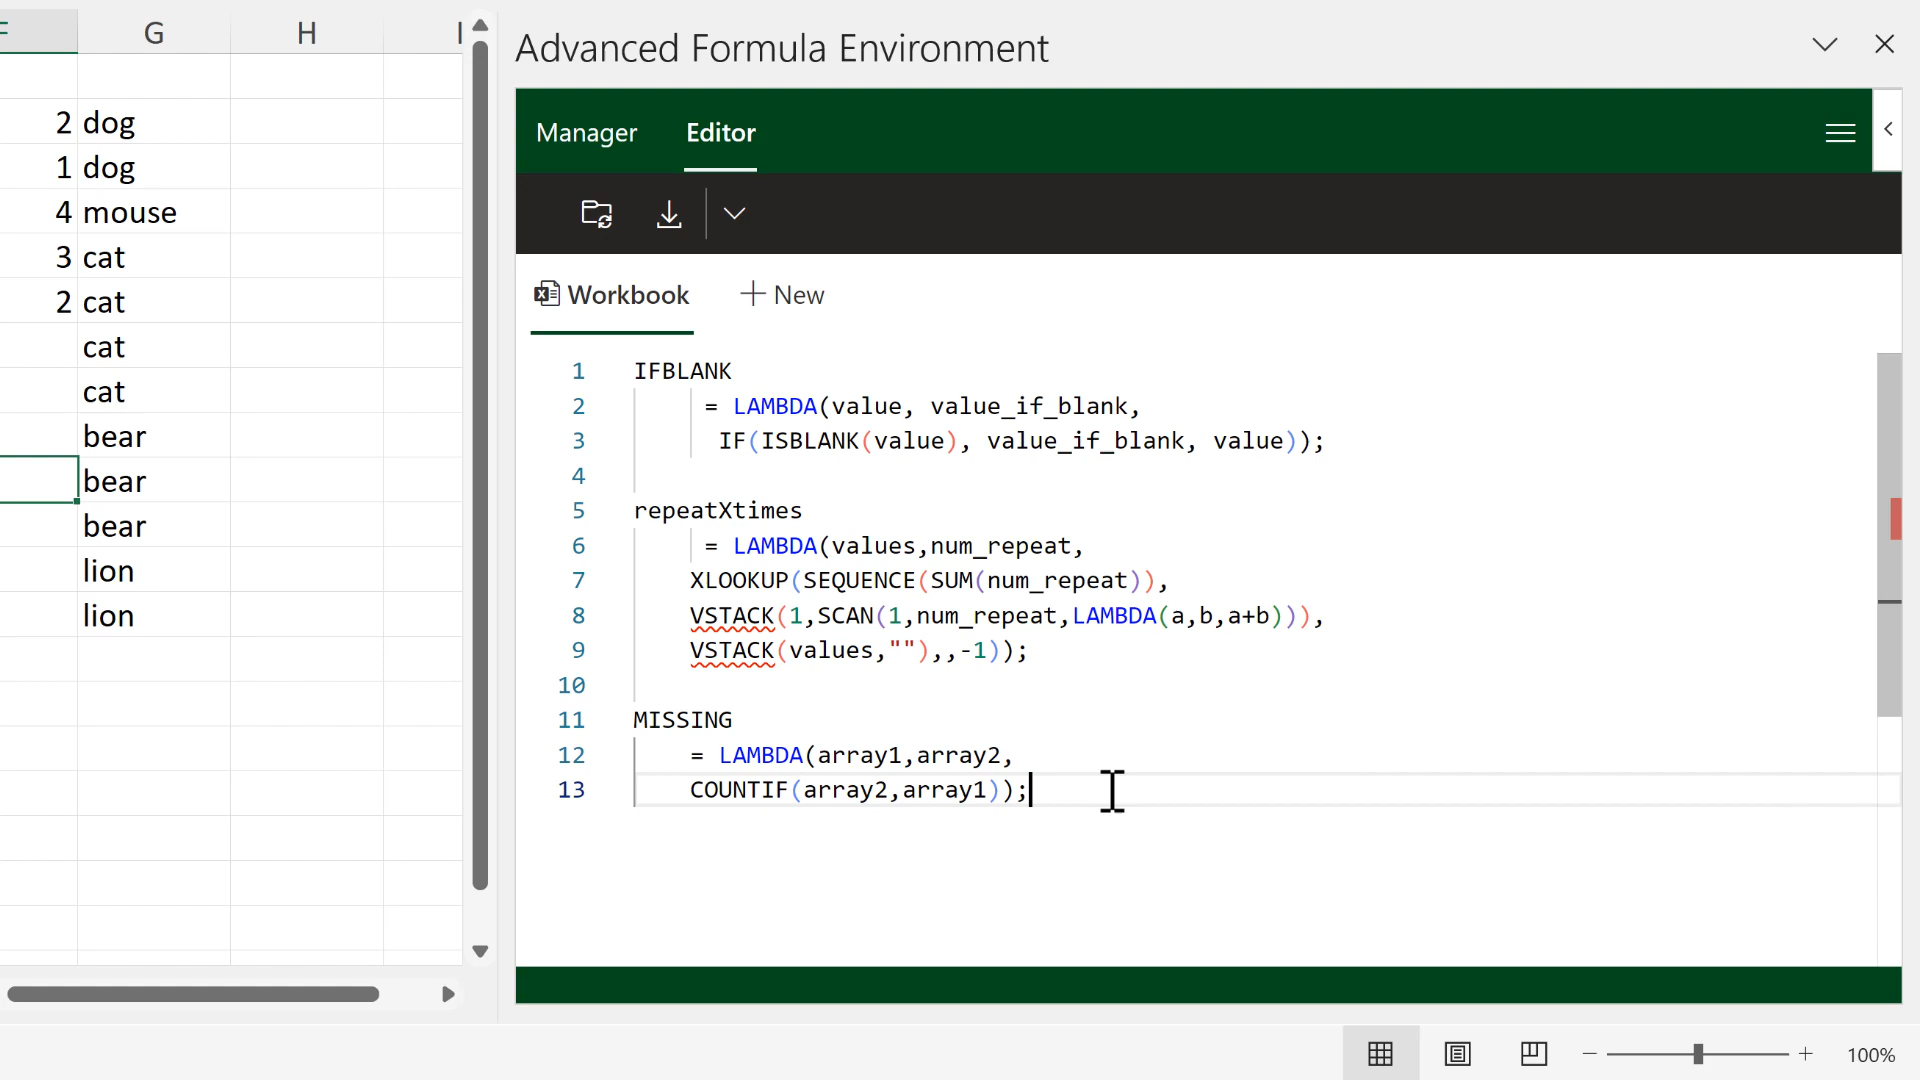 G H
2 dog
1 dog
4 mouse
3 cat
2 cat
cat
cat
bear
bear
bear
lion
lion
Advanced Formula Environment
Manager Editor
Workbook + New
1 IFBLANK
2 = LAMBDA(value, value_if_blank,
3 IF(ISBLANK(value), value_if_blank, value));
4
5 repeatXtimes
6 = LAMBDA(values,num_repeat,
7 XLOOKUP(SEQUENCE(SUM(num_repeat)),
8 VSTACK(1,SCAN(1,num_repeat,LAMBDA(a,b,a+b))),
9 VSTACK(values,""),,-1));
10
11 MISSING
12 = LAMBDA(array1,array2,
13 COUNTIF(array2,array1));
100%